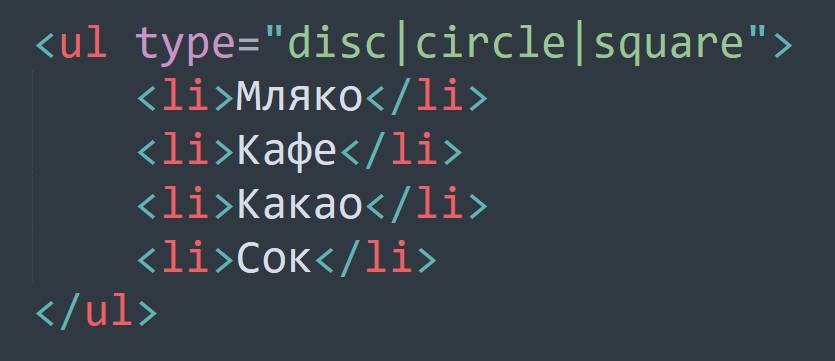 <ul type="disc|circle|square">
<li>Мляко</li>
<li>Кафе</li>
<li>Какао</li>
<li>Сок</li>
</ul>